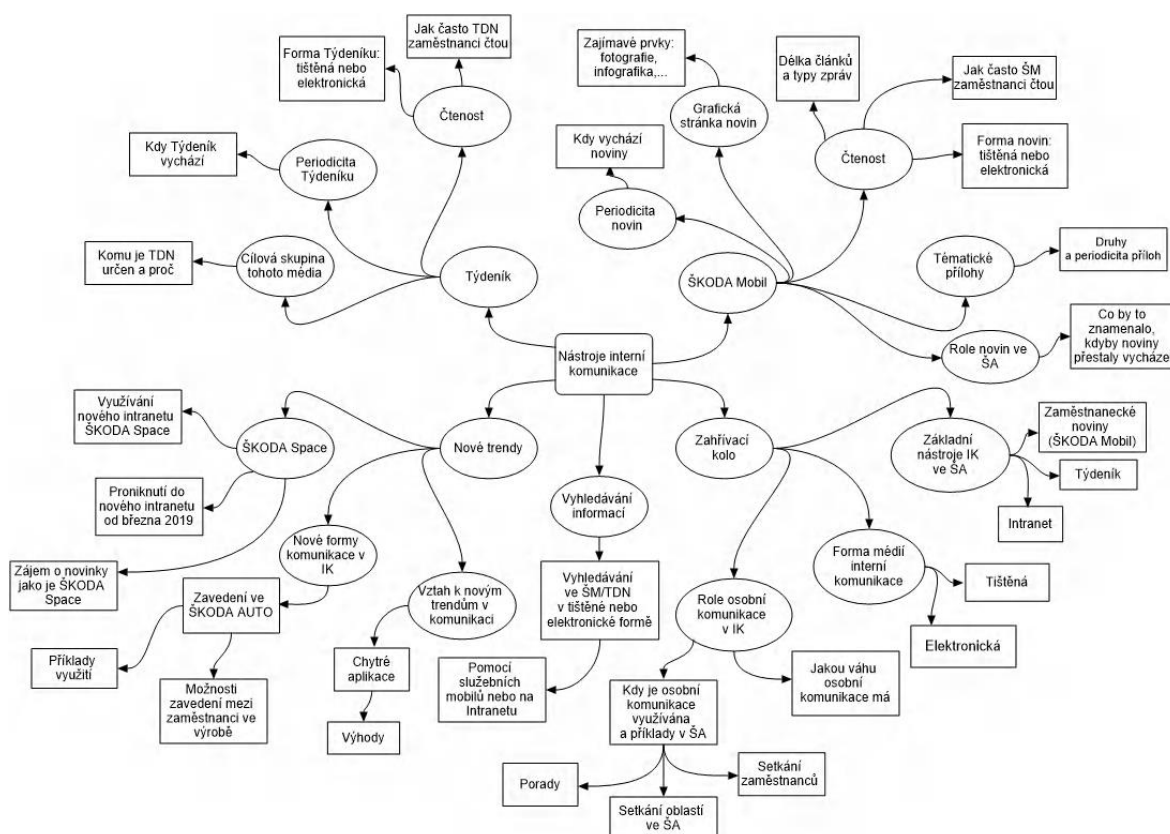 Jak často TDN
zaměstnanci čtou
Forma Týdeníku:
tištěná nebo
elektronická
Čtenost
Kdy Týdeník
vychází
Periodicita
Týdeníku
Komu je TDN
určen a proč
Cílová skupina
tohoto média
Týdeník
Zajímavé prvky:
fotografie,
infografika,...
Grafická
stránka novin
Délka článků
a typy zpráv
Jak často ŠM
zaměstnanci čtou
Čtenost
Forma novin:
tištěná nebo
elektronická
Kdy vychází
noviny
Periodicita
novin
ŠKODA Mobil
Tématické
přílohy
Druhy
a periodicita příloh
Role novin ve
ŠA
Co by to
znamenalo,
kdyby noviny
přestaly vycháze
Nástroje interní
komunikace
Využívání
nového intranetu
ŠKODA Space
ŠKODA Space
Nové trendy
Proniknutí do
nového intranetu
od března 2019
Zájem o novinky
jako je ŠKODA
Space
Nové formy
komunikace v
IK
Zavedení ve
ŠKODA AUTO
Příklady
využití
Možnosti
zavedení mezi
zaměstnanci ve
výrobě
Vztah k novým
trendům v
komunikaci
Chytré
aplikace
Výhody
Vyhledávání
informací
Vyhledávání
ve ŠM/TDN
v tištěné nebo
elektronické formě
Pomocí
služebních
mobilů nebo na
Intranetu
Zahřívací
kolo
Základní
nástroje IK
ve ŠA
Zaměstnanecké
noviny
(ŠKODA Mobil)
Týdeník
Intranet
Forma médií
interní
komunikace
Tištěná
Elektronická
Role osobní
komunikace
v IK
Jakou váhu
osobní
komunikace má
Kdy je osobní
komunikace
využívána
a příklady v ŠA
Porady
Setkání oblastí
ve ŠA
Setkání
zaměstnanců